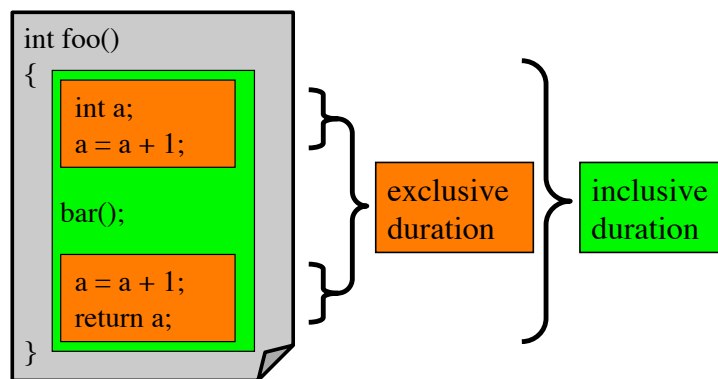 int foo()
{
int a;
a = a + 1;
bar();
a = a + 1;
return a;
}
exclusive
duration
inclusive
duration